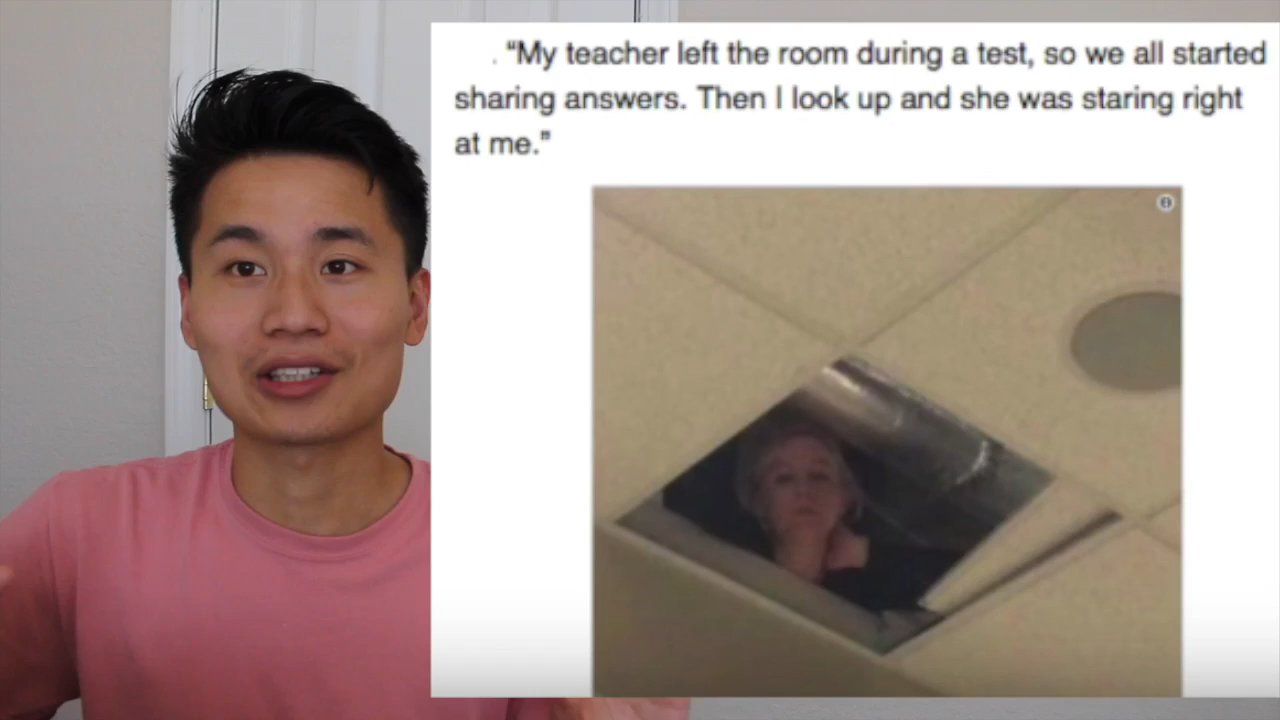 . “My teacher left the room during a test, so we all started
sharing answers. Then I look up and she was staring right
at me.”